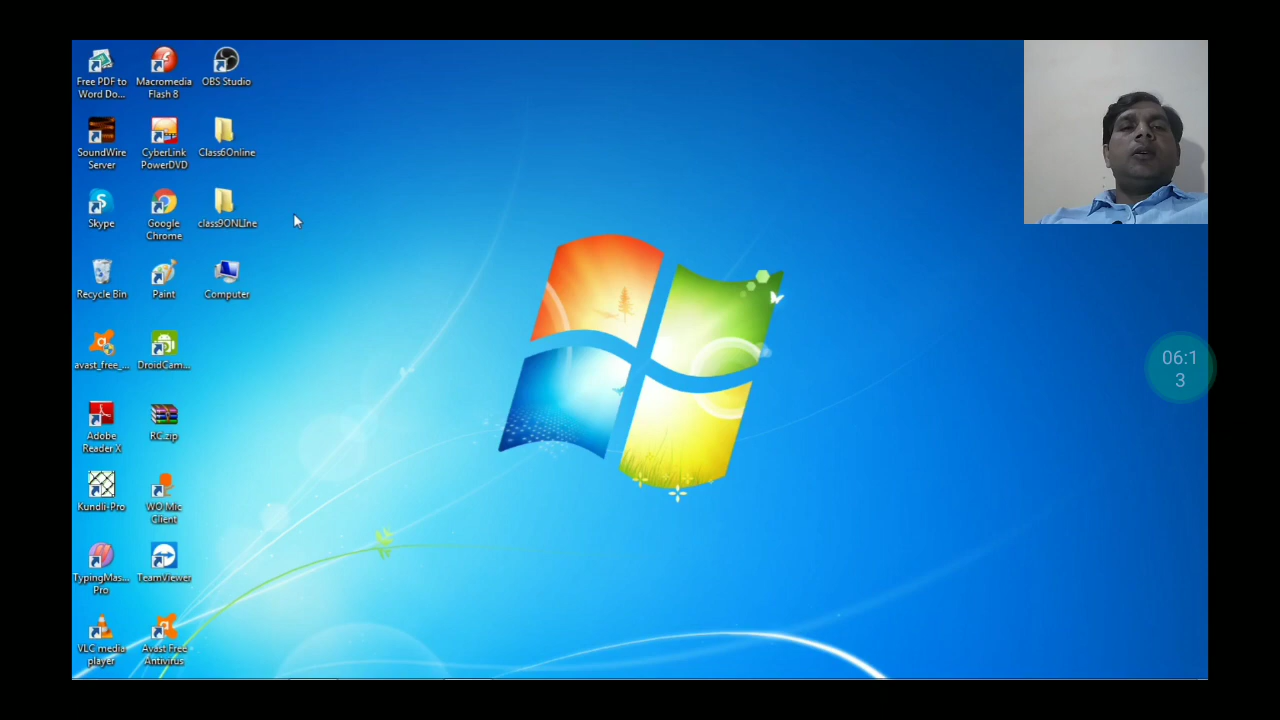 Free PDF to
Word Do...
Macromedia
Flash 8
OBS Studio
SoundWire
Server
CyberLink
PowerDVD
Class6Online
Skype
Google
Chrome
class9ONLIne
Recycle Bin
Paint
Computer
avast_free_...
DroidCam...
Adobe
Reader X
RC.zip
Kundli-Pro
WO Mic
Client
TypingMas...
Pro
TeamViewer
VLC media
player
Avast Free
Antivirus
06:1
3